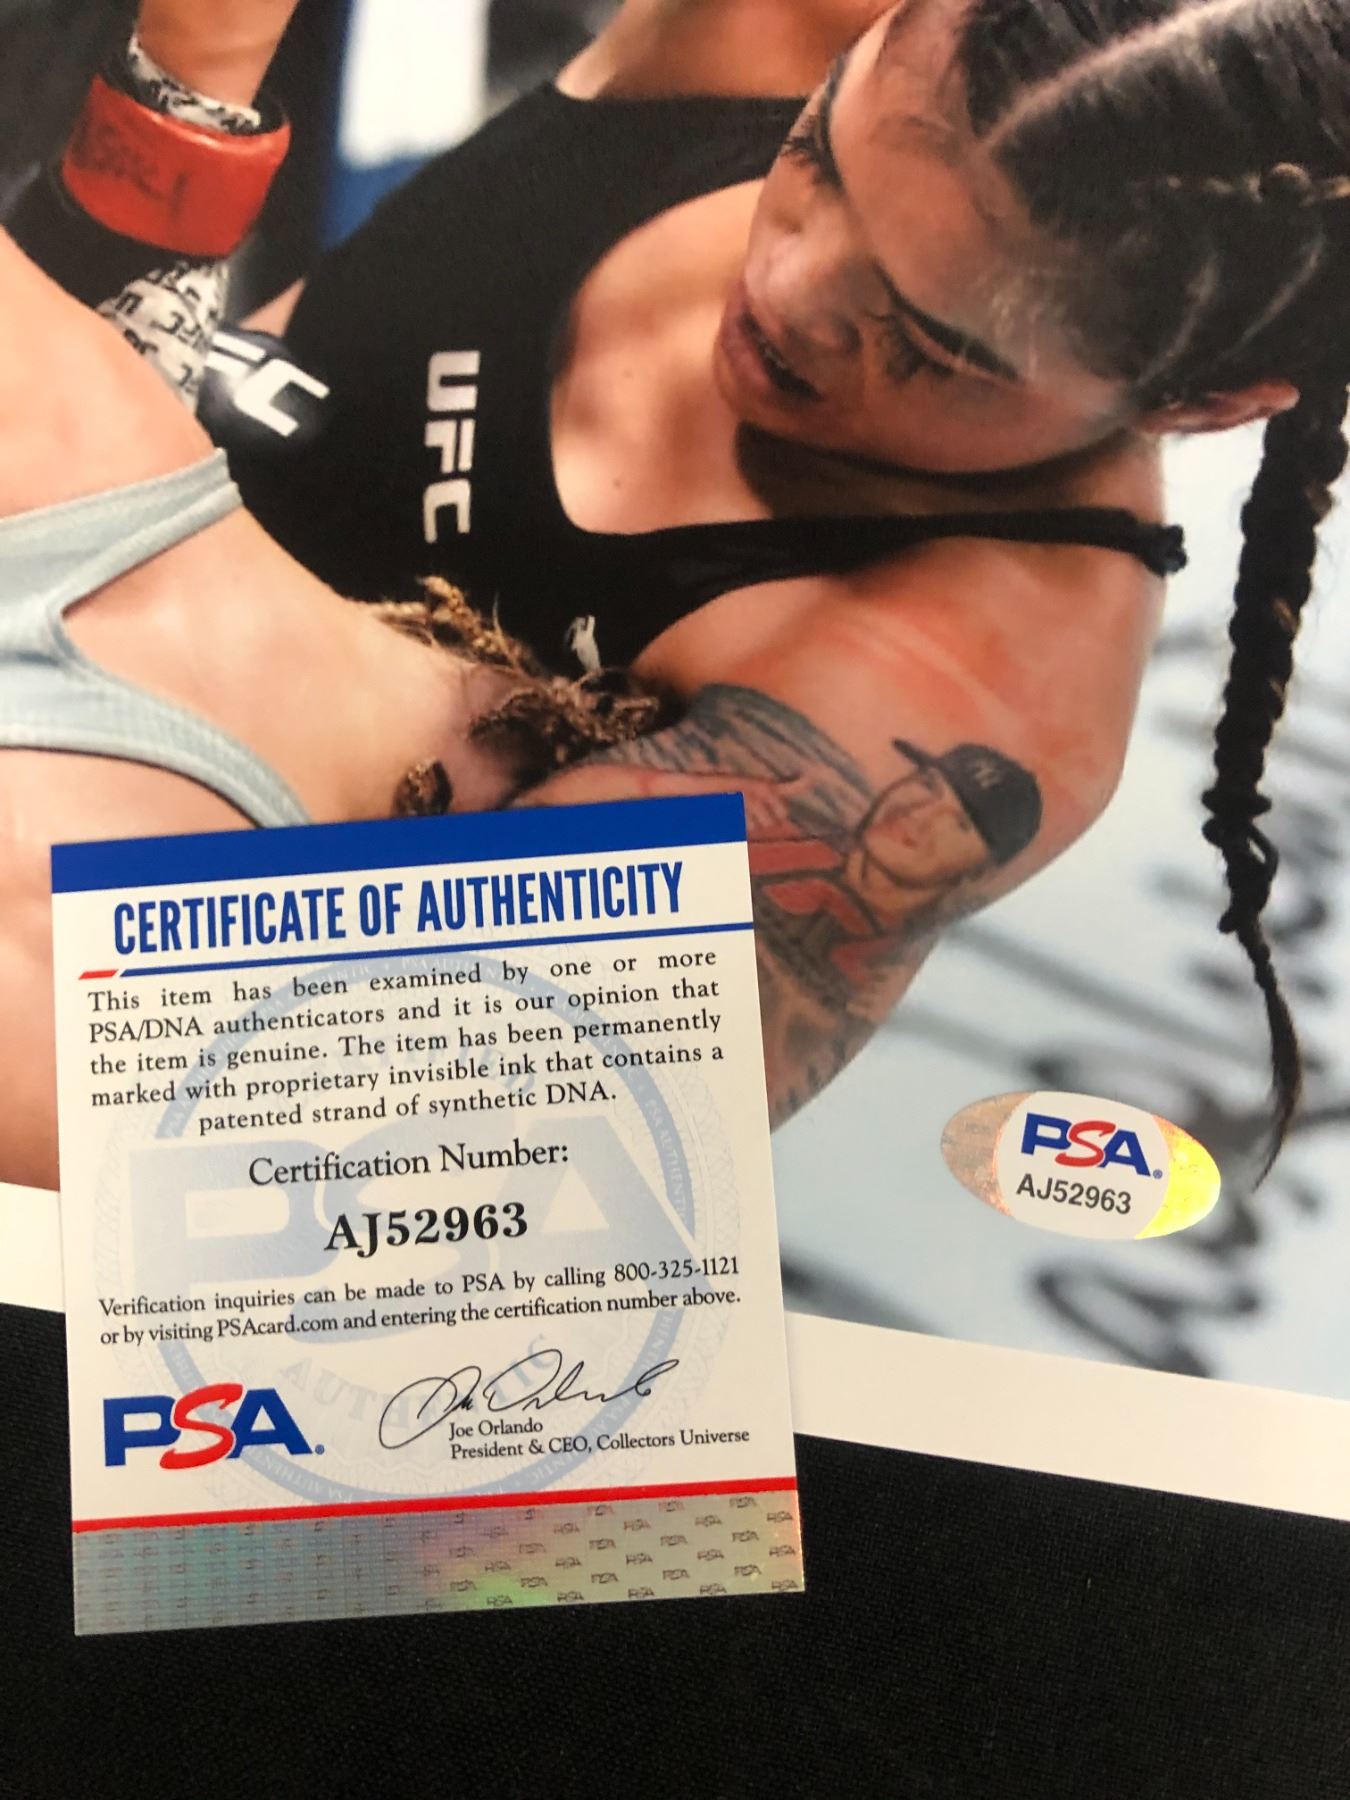 UFC
FC
NY
CERTIFICATE OF AUTHENTICITY
This item has been examined by one or more
PSA/DNA authenticators and it is our opinion that
the item is genuine. The item has been permanently
marked with proprietary invisible ink that contains a
patented strand of synthetic DNA.
Certification Number:
AJ52963
Verification inquiries can be made to PSA by calling 800-325-1121
or by visiting PSAcard.com and entering the certification number above.
PSA.
Joe Orlando
President & CEO, Collectors Universe
PSA
AJ52963